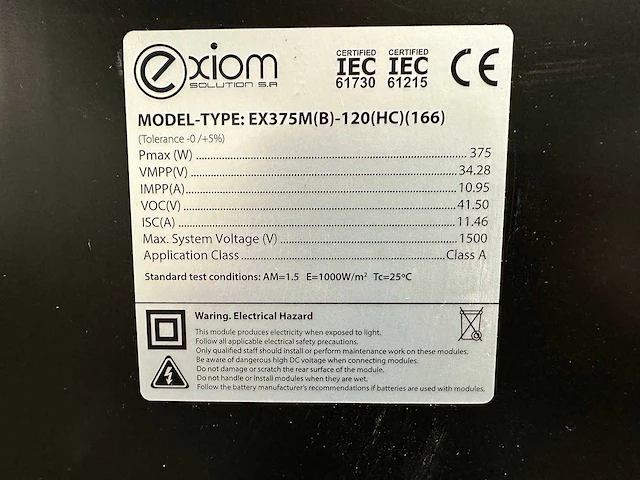 exiom
SOLUTION S.A
CERTIFIED IEC 61730
CERTIFIED IEC 61215
CE
MODEL-TYPE: EX375M(B)-120(HC)(166)
(Tolerance -0 /+5%)
Pmax (W) 375
VMPP(V) 34.28
IMPP(A) 10.95
VOC(V) 41.50
ISC(A) 11.46
Max. System Voltage (V) 1500
Application Class Class A
Standard test conditions: AM=1.5 E=1000W/m² Tc=25ºC
Waring. Electrical Hazard
This module produces electricity when exposed to light.
Follow all applicable electrical safety precautions.
Only qualified staff should install or perform maintenance work on these modules.
Be aware of dangerous high DC voltage when connecting modules.
Do not damage or scratch the rear surface of the module.
Do not handle or install modules when they are wet.
Follow the battery manufacturer's recommendations if batteries are used with modules.